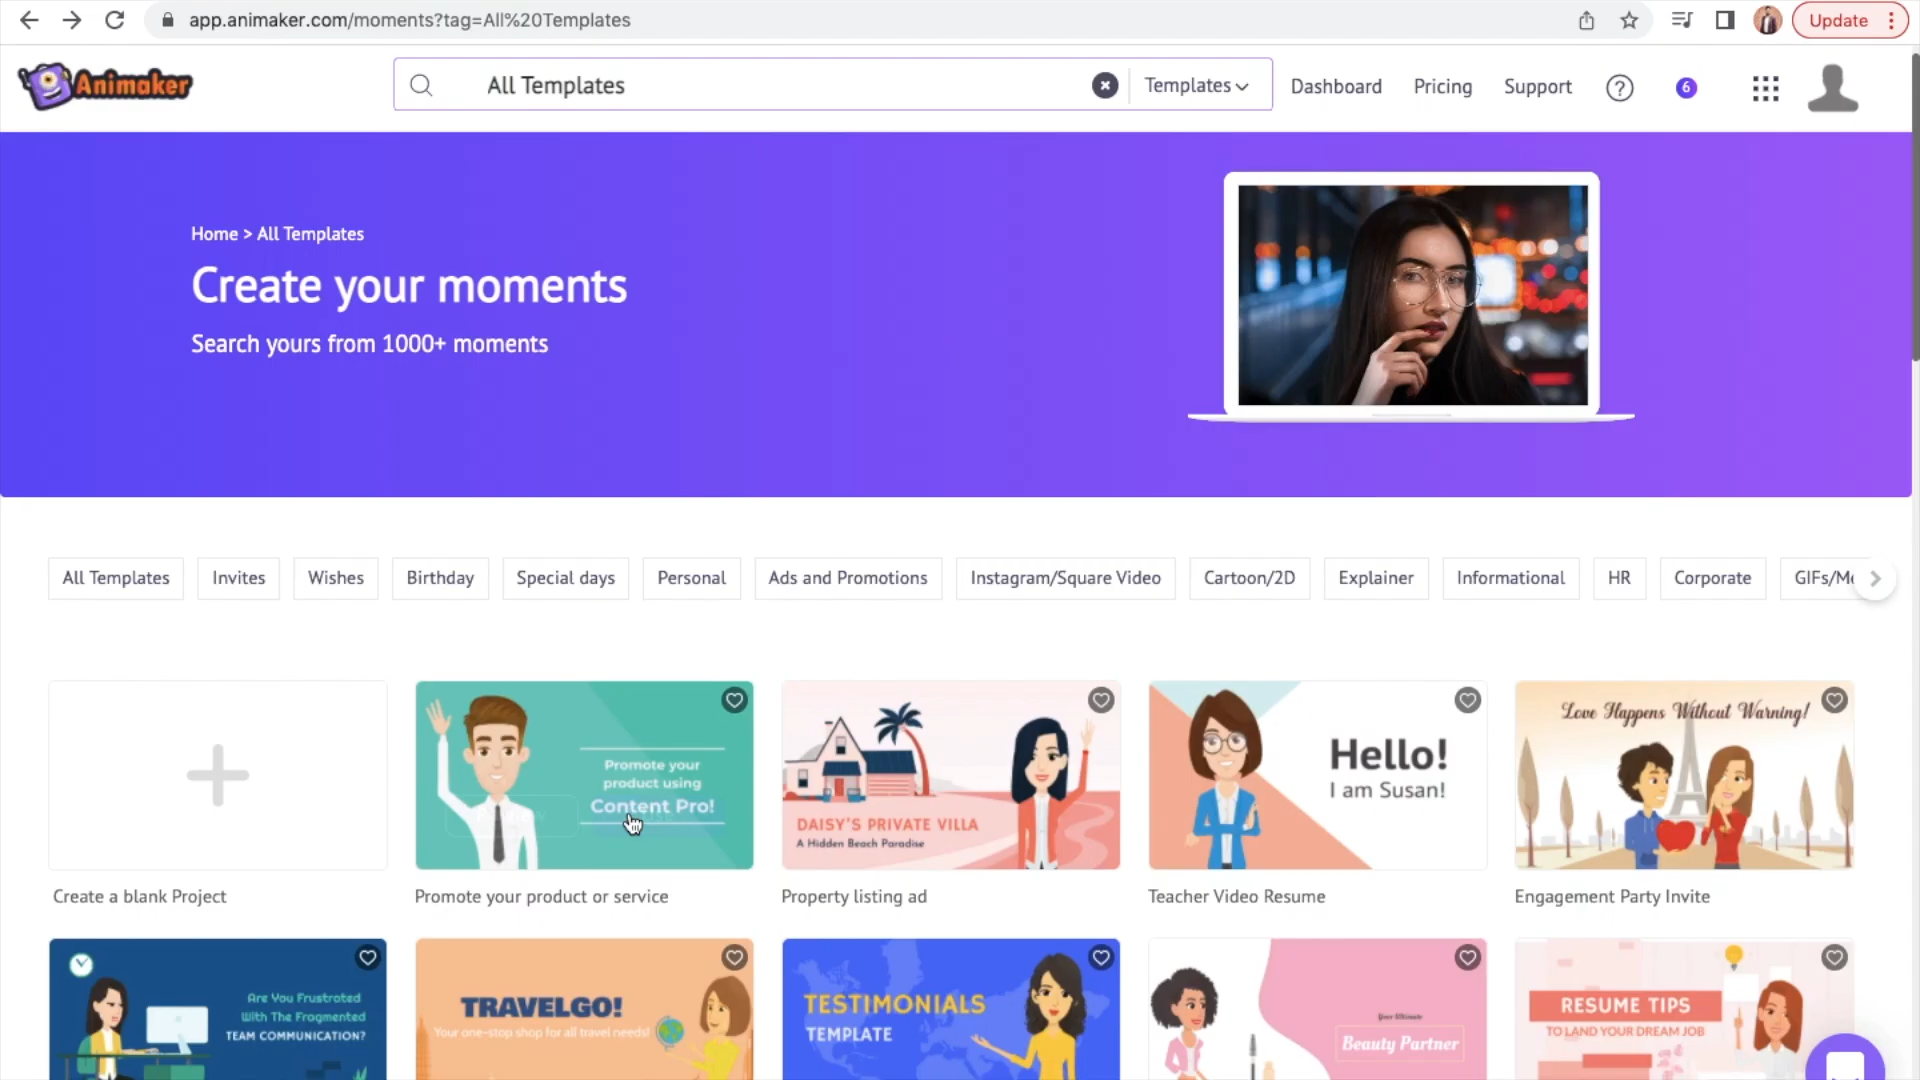 app.animaker.com/moments?tag=All%20Templates
Update
Animaker
All Templates
Templates
Dashboard
Pricing
Support
?
6
Home > All Templates
Create your moments
Search yours from 1000+ moments
All Templates
Invites
Wishes
Birthday
Special days
Personal
Ads and Promotions
Instagram/Square Video
Cartoon/2D
Explainer
Informational
HR
Corporate
Promote your
product using
Content Pro!
DAISY'S PRIVATE VILLA
A Hidden Beach Paradise
Hello!
I am Susan!
Love Happens Without Warning!
Create a blank Project
Promote your product or service
Property listing ad
Teacher Video Resume
Engagement Party Invite
Are You Frustrated
With The Fragmented
TEAM COMMUNICATION?
TRAVELGO!
Your one-stop shop for all travel needs!
TESTIMONIALS
TEMPLATE
Your Ultimate
Beauty Partner
RESUME TIPS
TO LAND YOUR DREAM JOB